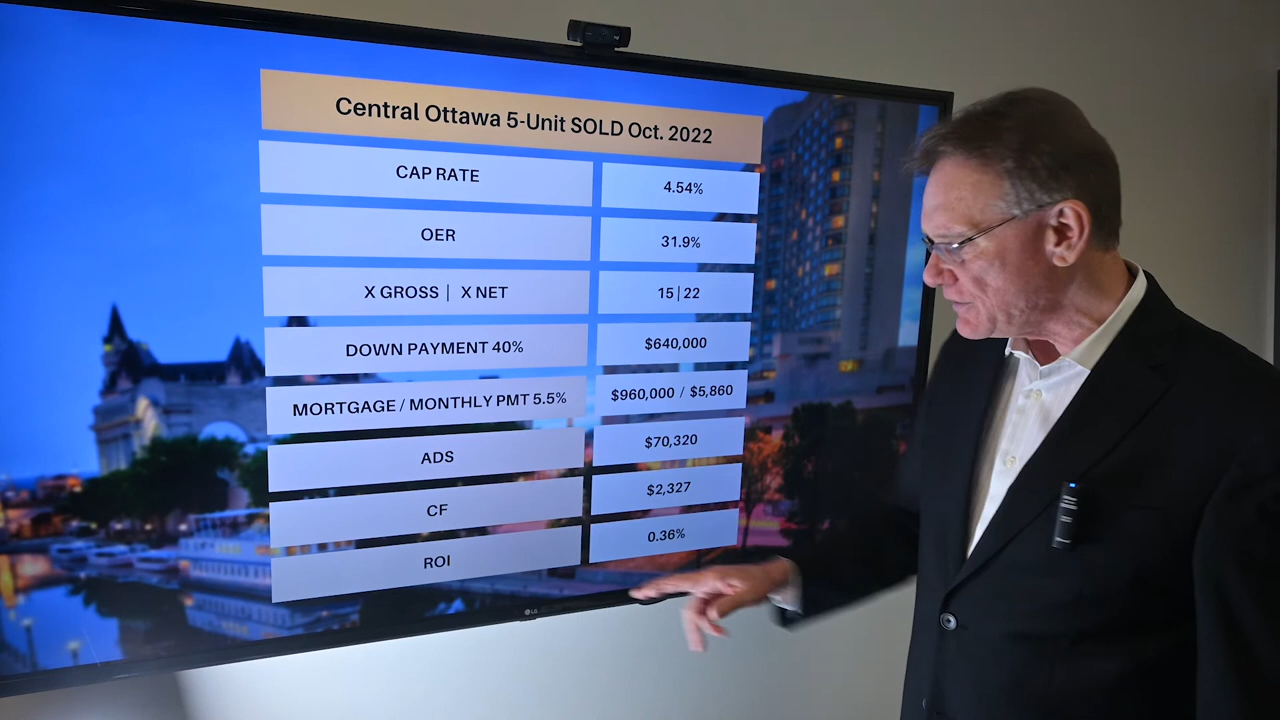 Central Ottawa 5-Unit SOLD Oct. 2022
CAP RATE 4.54%
OER 31.9%
X GROSS | X NET 15|22
DOWN PAYMENT 40% $640,000
MORTGAGE / MONTHLY PMT 5.5% $960,000 / $5,860
ADS $70,320
CF $2,327
ROI 0.36%
LG